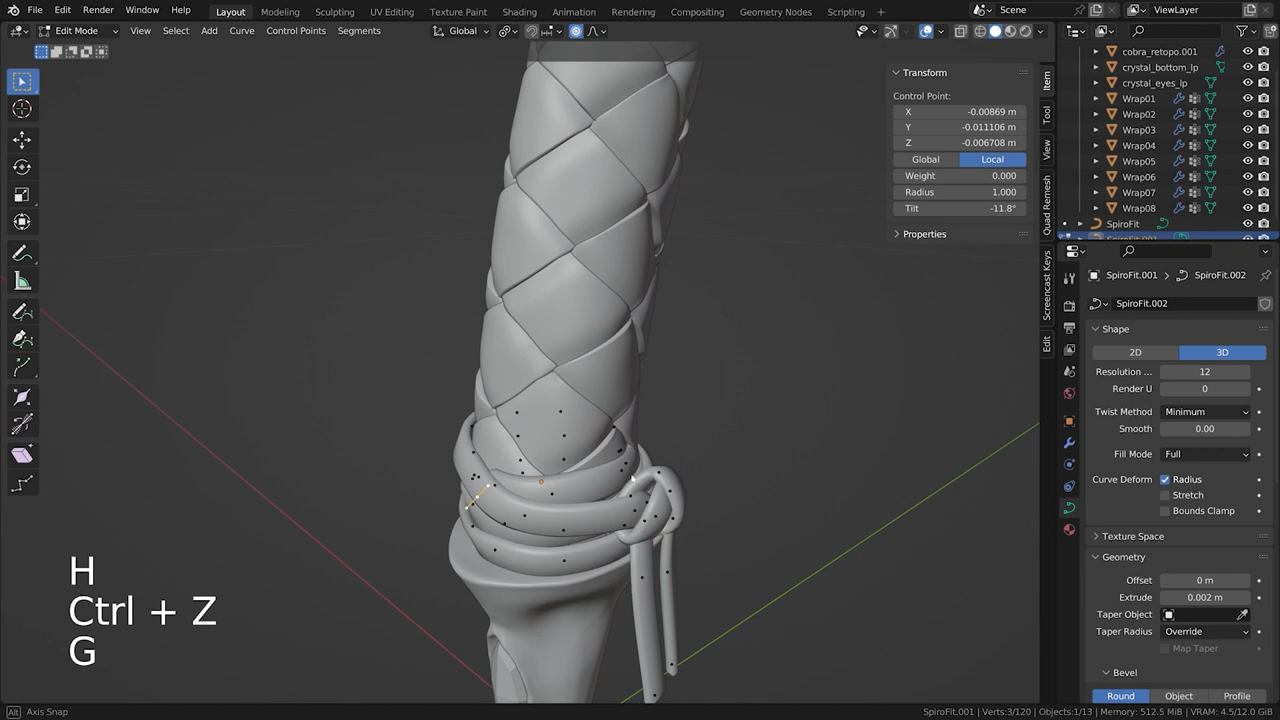 File Edit Render Window Help Layout Modeling Sculpting UV Editing Texture Paint Shading Animation Rendering Compositing Geometry Nodes Scripting + Scene ViewLayer
Edit Mode View Select Add Curve Control Points Segments Global
Transform
Control Point:
X -0.00869 m
Y -0.011106 m
Z -0.006708 m
Global Local
Weight 0.000
Radius 1.000
Tilt -11.8°
Properties
Item
Tool
View
Quad Remesh
Screencast Keys
Edit
cobra_retopo.001
crystal_bottom_lp
crystal_eyes_lp
Wrap01
Wrap02
Wrap03
Wrap04
Wrap05
Wrap06
Wrap07
Wrap08
SpiroFit
SpiroFit.001
SpiroFit.001 SpiroFit.002
SpiroFit.002
Shape
2D 3D
Resolution ... 12
Render U 0
Twist Method Minimum
Smooth 0.00
Fill Mode Full
Curve Deform Radius
Stretch
Bounds Clamp
Texture Space
Geometry
Offset 0 m
Extrude 0.002 m
Taper Object
Taper Radius Override
Map Taper
Bevel
Round Object Profile
H
Ctrl + Z
G
Alt Axis Snap
SpiroFit.001 | Verts:3/120 | Objects:1/13 | Memory: 512.5 MiB | VRAM: 4.5/12.0 GiB